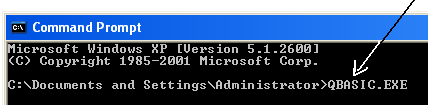 Command Prompt
Microsoft Windows XP [Version 5.1.2600]
(C) Copyright 1985-2001 Microsoft Corp.
C:\Documents and Settings\Administrator>QBASIC.EXE